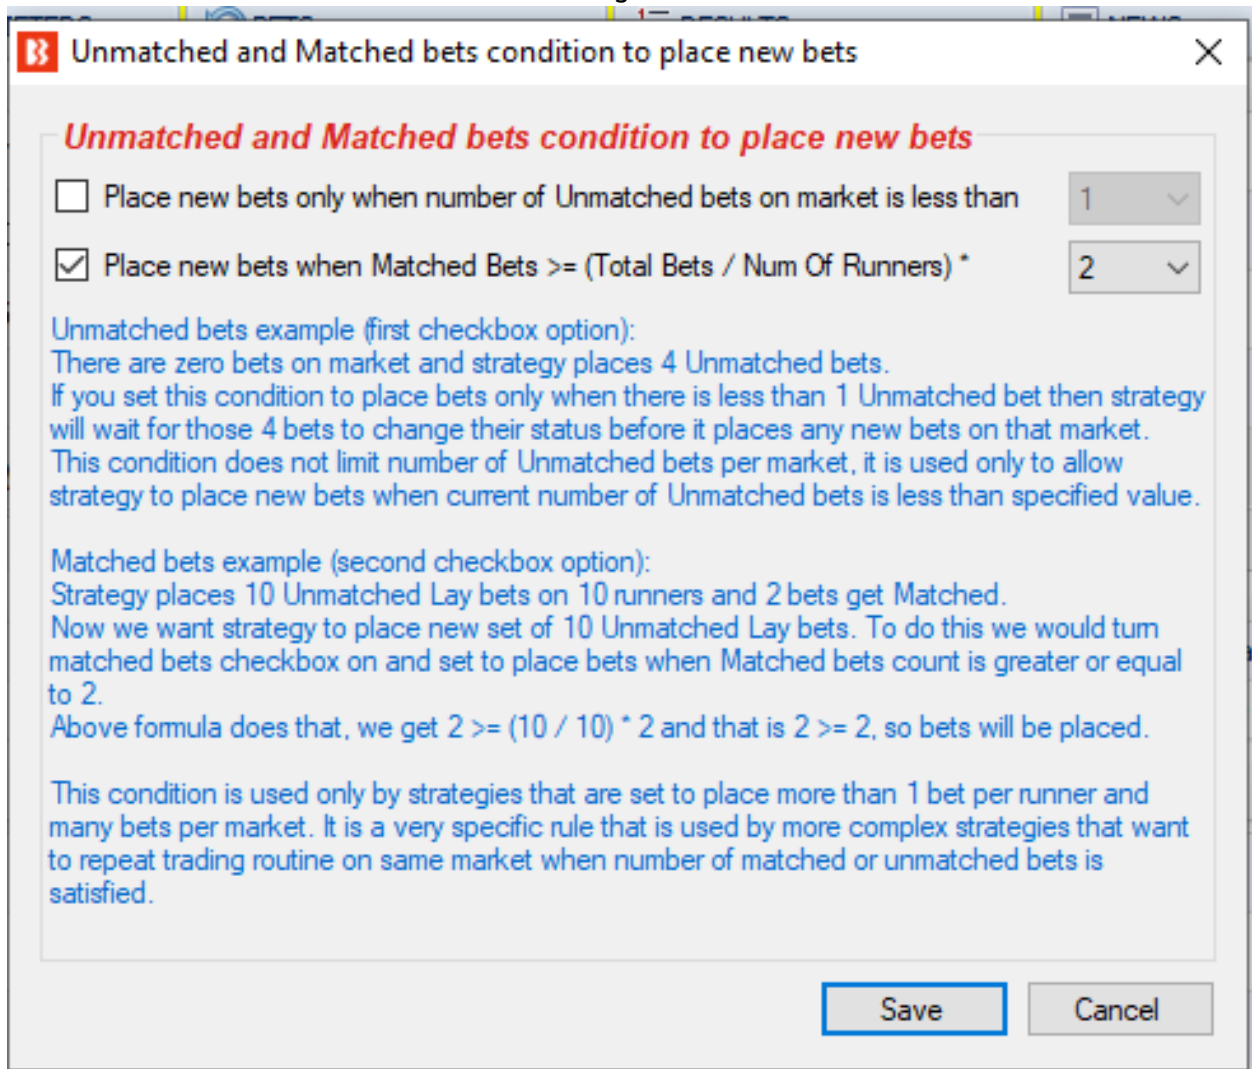 BETS
RESULTS
NEWS
Unmatched and Matched bets condition to place new bets
Unmatched and Matched bets condition to place new bets
Place new bets only when number of Unmatched bets on market is less than 1
Place new bets when Matched Bets >= (Total Bets / Num Of Runners) * 2
Unmatched bets example (first checkbox option):
There are zero bets on market and strategy places 4 Unmatched bets.
If you set this condition to place bets only when there is less than 1 Unmatched bet then strategy
will wait for those 4 bets to change their status before it places any new bets on that market.
This condition does not limit number of Unmatched bets per market, it is used only to allow
strategy to place new bets when current number of Unmatched bets is less than specified value.
Matched bets example (second checkbox option):
Strategy places 10 Unmatched Lay bets on 10 runners and 2 bets get Matched.
Now we want strategy to place new set of 10 Unmatched Lay bets. To do this we would turn
matched bets checkbox on and set to place bets when Matched bets count is greater or equal
to 2.
Above formula does that, we get 2 >= (10 / 10) * 2 and that is 2 >= 2, so bets will be placed.
This condition is used only by strategies that are set to place more than 1 bet per runner and
many bets per market. It is a very specific rule that is used by more complex strategies that want
to repeat trading routine on same market when number of matched or unmatched bets is
satisfied.
Save
Cancel